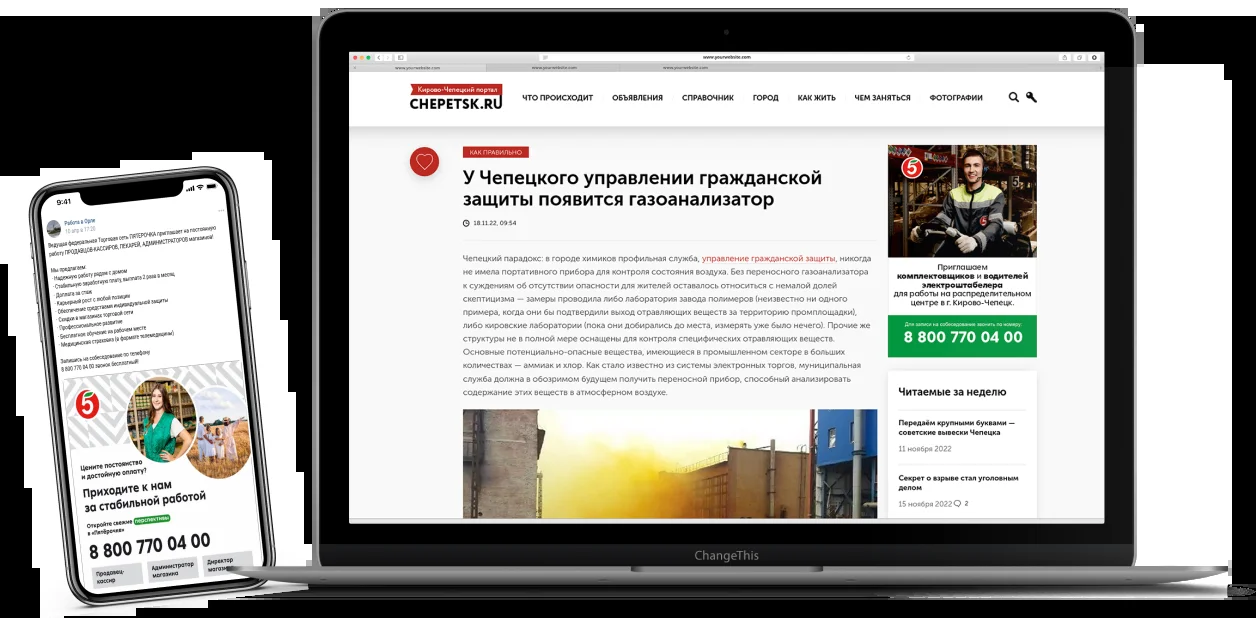 9:41
Работа в Орле
10 апр в 17:20
Ведущая федеральная Торговая сеть ПЯТЕРОЧКА приглашает на постоянную
работу ПРОДАВЦОВ-КАССИРОВ, ПЕКАРЕЙ, АДМИНИСТРАТОРОВ магазина!
Мы предлагаем:
· Надежную работу рядом с домом
· Стабильную заработную плату, выплата 2 раза в месяц
· Доплата за стаж
· Карьерный рост с любой позиции
· Обеспечение средствами индивидуальной защиты
· Скидки в магазинах торговой сети
· Профессиональное развитие
· Бесплатное обучение на рабочем месте
· Медицинская страховка (в формате телемедицины)
Запишись на собеседование по телефону
8 800 770 04 00 звонок бесплатный!
5
Цените постоянство
и достойную оплату?
Приходите к нам
за стабильной работой
Откройте свежие перспективы
в «Пятёрочке»
8 800 770 04 00
Продавец-
кассир
Администратор
магазина
Директор
магаз
www.yourwebsite.com
www.yourwebsite.com www.yourwebsite.com www.yourwebsite.com
Кирово-Чепецкий портал
CHEPETSK.RU
ЧТО ПРОИСХОДИТ ОБЪЯВЛЕНИЯ СПРАВОЧНИК ГОРОД КАК ЖИТЬ ЧЕМ ЗАНЯТЬСЯ ФОТОГРАФИИ
КАК ПРАВИЛЬНО
У Чепецкого управлении гражданской
защиты появится газоанализатор
18.11.22, 09:54
Чепецкий парадокс: в городе химиков профильная служба, управление гражданской защиты, никогда
не имела портативного прибора для контроля состояния воздуха. Без переносного газоанализатора
к суждениям об отсутствии опасности для жителей оставалось относиться с немалой долей
скептицизма — замеры проводила либо лаборатория завода полимеров (неизвестно ни одного
примера, когда они бы подтвердили выход отравляющих веществ за территорию промплощадки),
либо кировские лаборатории (пока они добирались до места, измерять уже было нечего). Прочие же
структуры не в полной мере оснащены для контроля специфических отравляющих веществ.
Основные потенциально-опасные вещества, имеющиеся в промышленном секторе в больших
количествах — аммиак и хлор. Как стало известно из системы электронных торгов, муниципальная
служба должна в обозримом будущем получить переносной прибор, способный анализировать
содержание этих веществ в атмосферном воздухе.
5
Приглашаем
комплектовщиков и водителей
электроштабелера
для работы на распределительном
центре в г. Кирово-Чепецк.
Для записи на собеседование звонить по номеру:
8 800 770 04 00
Читаемые за неделю
Передаём крупными буквами —
советские вывески Чепецка
11 ноября 2022
Секрет о взрыве стал уголовным
делом
15 ноября 2022 2
ChangeThis